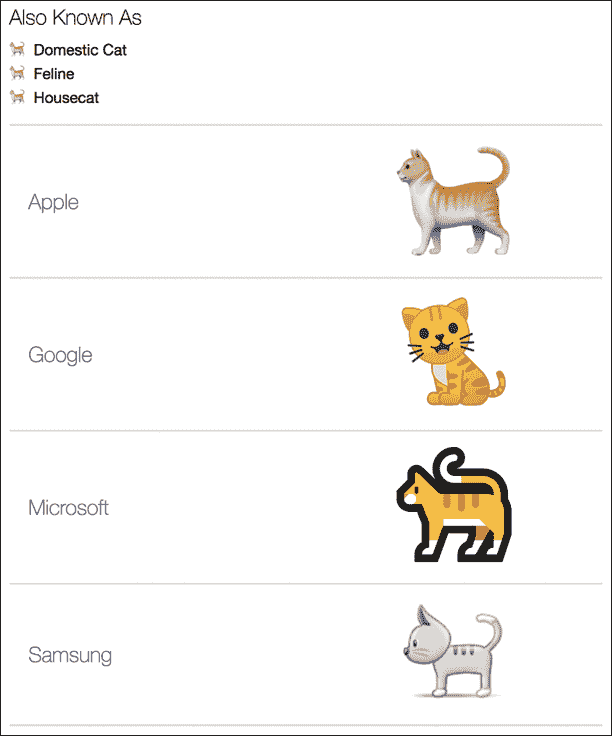 Also Known As
Domestic Cat
Feline
Housecat
Apple
Google
Microsoft
Samsung